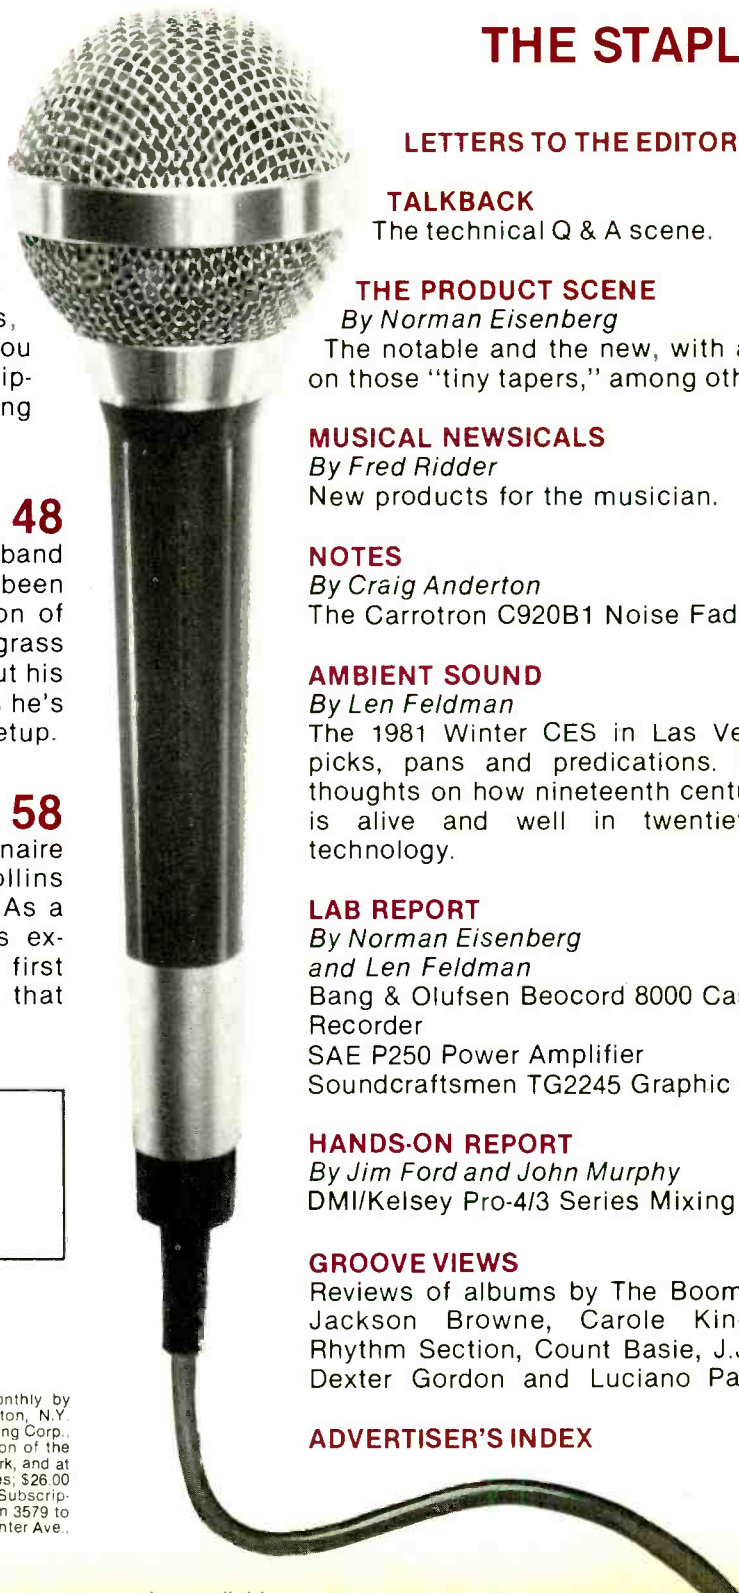 s,
ou
ip-
ng
48
band
been
on of
grass
ut his
he's
etup.
58
naire
ollins
As a
s ex-
first
that
onthly by
ton, N.Y.
ng Corp.,
on of the
rk, and at
es; $26.00
Subscrip-
n 3579 to
nter Ave.,
THE STAPL
LETTERS TO THE EDITOR
TALKBACK
The technical Q & A scene.
THE PRODUCT SCENE
By Norman Eisenberg
The notable and the new, with a
on those "tiny tapers," among oth
MUSICAL NEWSICALS
By Fred Ridder
New products for the musician.
NOTES
By Craig Anderton
The Carrotron C920B1 Noise Fad
AMBIENT SOUND
By Len Feldman
The 1981 Winter CES in Las Ve
picks, pans and predications.
thoughts on how nineteenth centu
is alive and well in twentiet
technology.
LAB REPORT
By Norman Eisenberg
and Len Feldman
Bang & Olufsen Beocord 8000 Cas
Recorder
SAE P250 Power Amplifier
Soundcraftsmen TG2245 Graphic
HANDS-ON REPORT
By Jim Ford and John Murphy
DMI/Kelsey Pro-4/3 Series Mixing
GROOVE VIEWS
Reviews of albums by The Boom
Jackson Browne, Carole Kin
Rhythm Section, Count Basie, J.J
Dexter Gordon and Luciano Pa
ADVERTISER'S INDEX